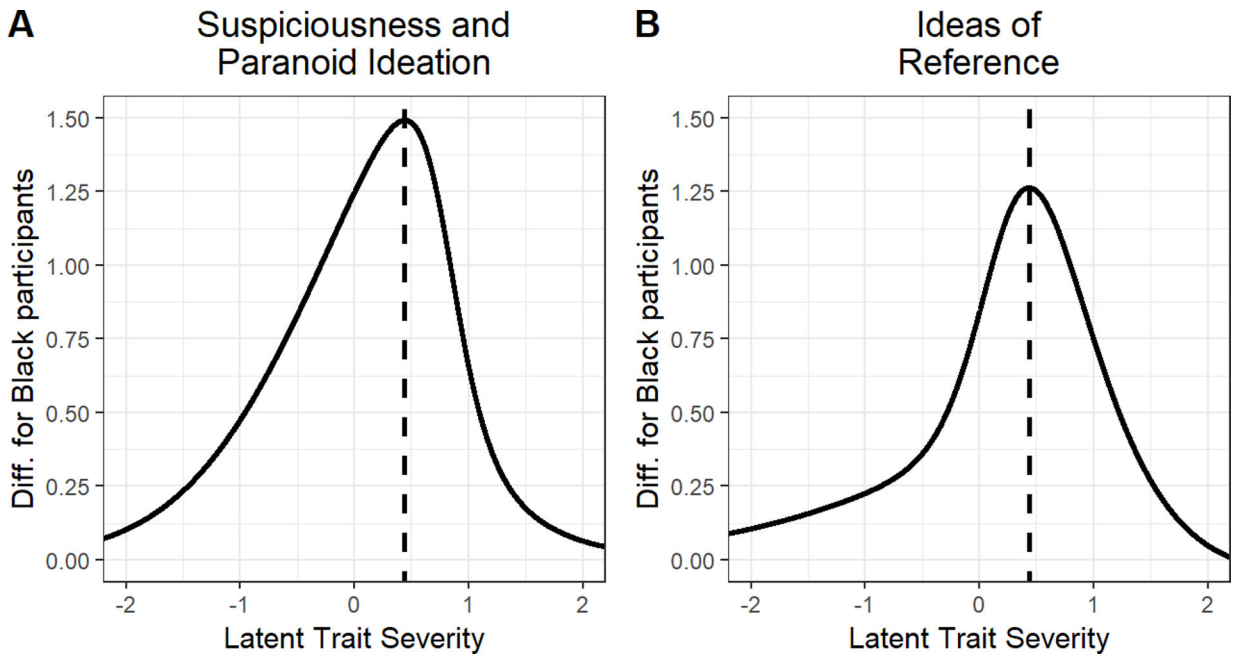 A
Suspiciousness and
Paranoid Ideation
Diff. for Black participants
1.50
1.25
1.00
0.75
0.50
0.25
0.00
-2 -1 0 1 2
Latent Trait Severity
B
Ideas of
Reference
Diff. for Black participants
1.50
1.25
1.00
0.75
0.50
0.25
0.00
-2 -1 0 1 2
Latent Trait Severity